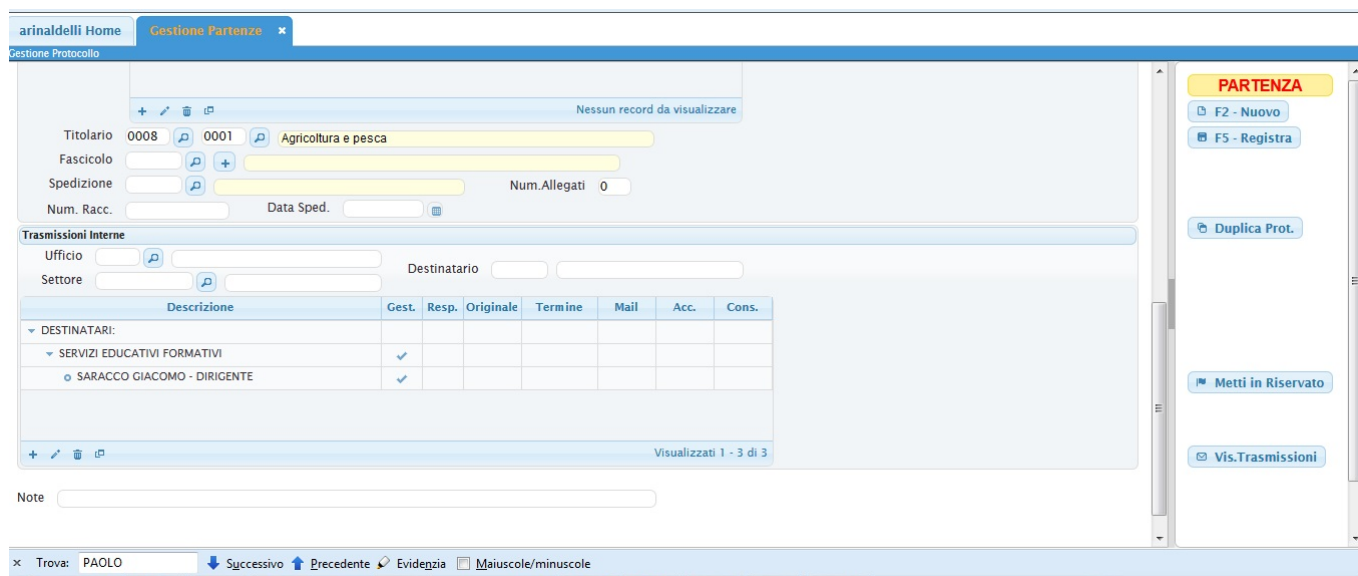 arinaldelli Home Gestione Partenze ×
Gestione Protocollo
PARTENZA
Nessun record da visualizzare
F2 - Nuovo
Titolario 0008 0001 Agricoltura e pesca
F5 - Registra
Fascicolo
Spedizione Num.Allegati 0
Num. Racc. Data Sped.
Trasmissioni Interne
Duplica Prot.
Ufficio
Destinatario
Settore
Descrizione Gest. Resp. Originale Termine Mail Acc. Cons.
DESTINATARI:
SERVIZI EDUCATIVI FORMATIVI
SARACCO GIACOMO - DIRIGENTE
Metti in Riservato
Visualizzati 1 - 3 di 3
Vis.Trasmissioni
Note
× Trova: PAOLO Successivo Precedente Evidenzia Maiuscole/minuscole